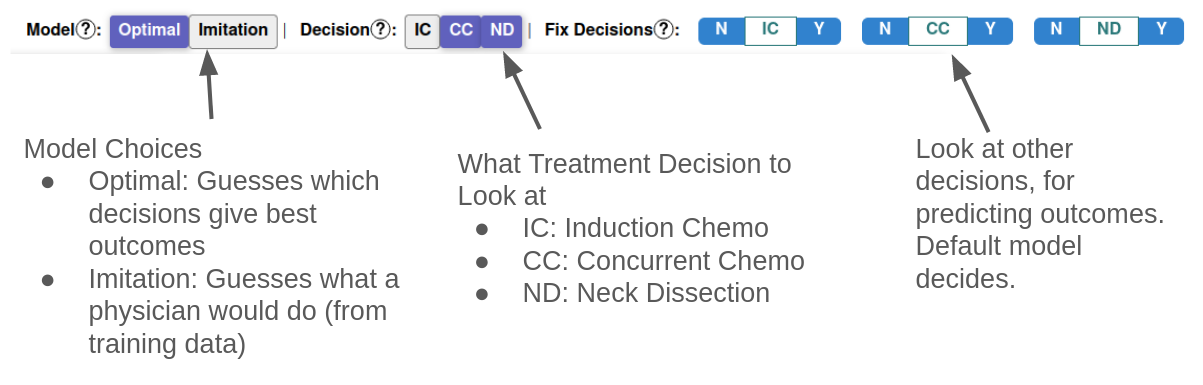 Model?: Optimal Imitation | Decision?: IC CC ND | Fix Decisions?: N IC Y N CC Y N ND Y
Model Choices
● Optimal: Guesses which
decisions give best
outcomes
● Imitation: Guesses what a
physician would do (from
training data)
What Treatment Decision to
Look at
● IC: Induction Chemo
● CC: Concurrent Chemo
● ND: Neck Dissection
Look at other
decisions, for
predicting outcomes.
Default model
decides.